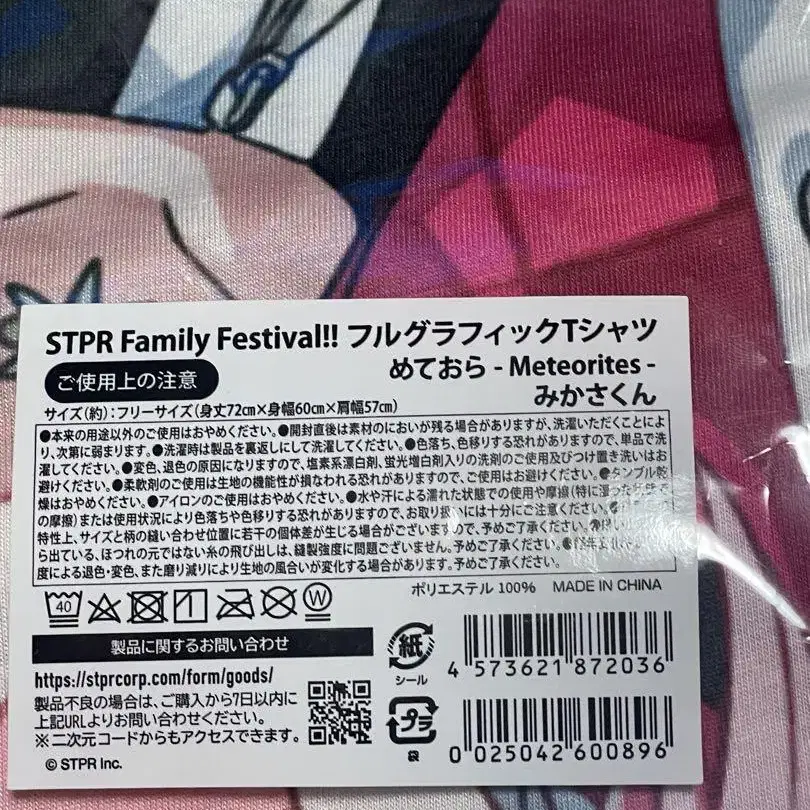 STPR Family Festival!! フルグラフィックTシャツ
めておら - Meteorites -
みかさくん
ご使用上の注意
サイズ(約):フリーサイズ(身丈72cm×身幅60cm×肩幅57cm)
●本来の用途以外のご使用はおやめください。●開封直後は素材のにおいが残る場合がありますが、洗濯いただくことによ
り、次第に弱まります。●洗濯時は製品を裏返しにして洗濯してください。●色落ち、色移りする恐れがありますので、単品で洗
濯してください。●変色、退色の原因になりますので、塩素系漂白剤、蛍光増白剤入りの洗剤のご使用及びつけ置き洗いはお
避けください。●柔軟剤のご使用は生地の機能性が損なわれる恐れがありますので、ご使用をお避けください。●タンブル乾
燥はおやめください。●アイロンのご使用はおやめください。●水や汗による濡れた状態での使用や摩擦(特に湿った状態で
の摩擦)または使用状況により色落ちや色移りする恐れがありますので、お取り扱いには十分にご注意ください。
特性上、サイズと柄の縫い合わせ位置に若干の個体差が生じる場合がございますので、予めご了承ください。
ら出ている、ほつれの元ではない糸の飛び出しは、縫製強度に問題ございません。予めご了承ください。
度による退色・変色、また磨り減りにより生地の風合いが変化する場合があります。予めご了承ください。
40
W
ポリエステル 100% MADE IN CHINA
製品に関するお問い合わせ
https://stprcorp.com/form/goods/
製品不良の場合は、ご購入から7日以内に
上記URLよりお問い合わせください。
※二次元コードからもアクセスできます。
© STPR Inc.
紙
シール
4 573621 872036
プラ
袋
0 025042 600896